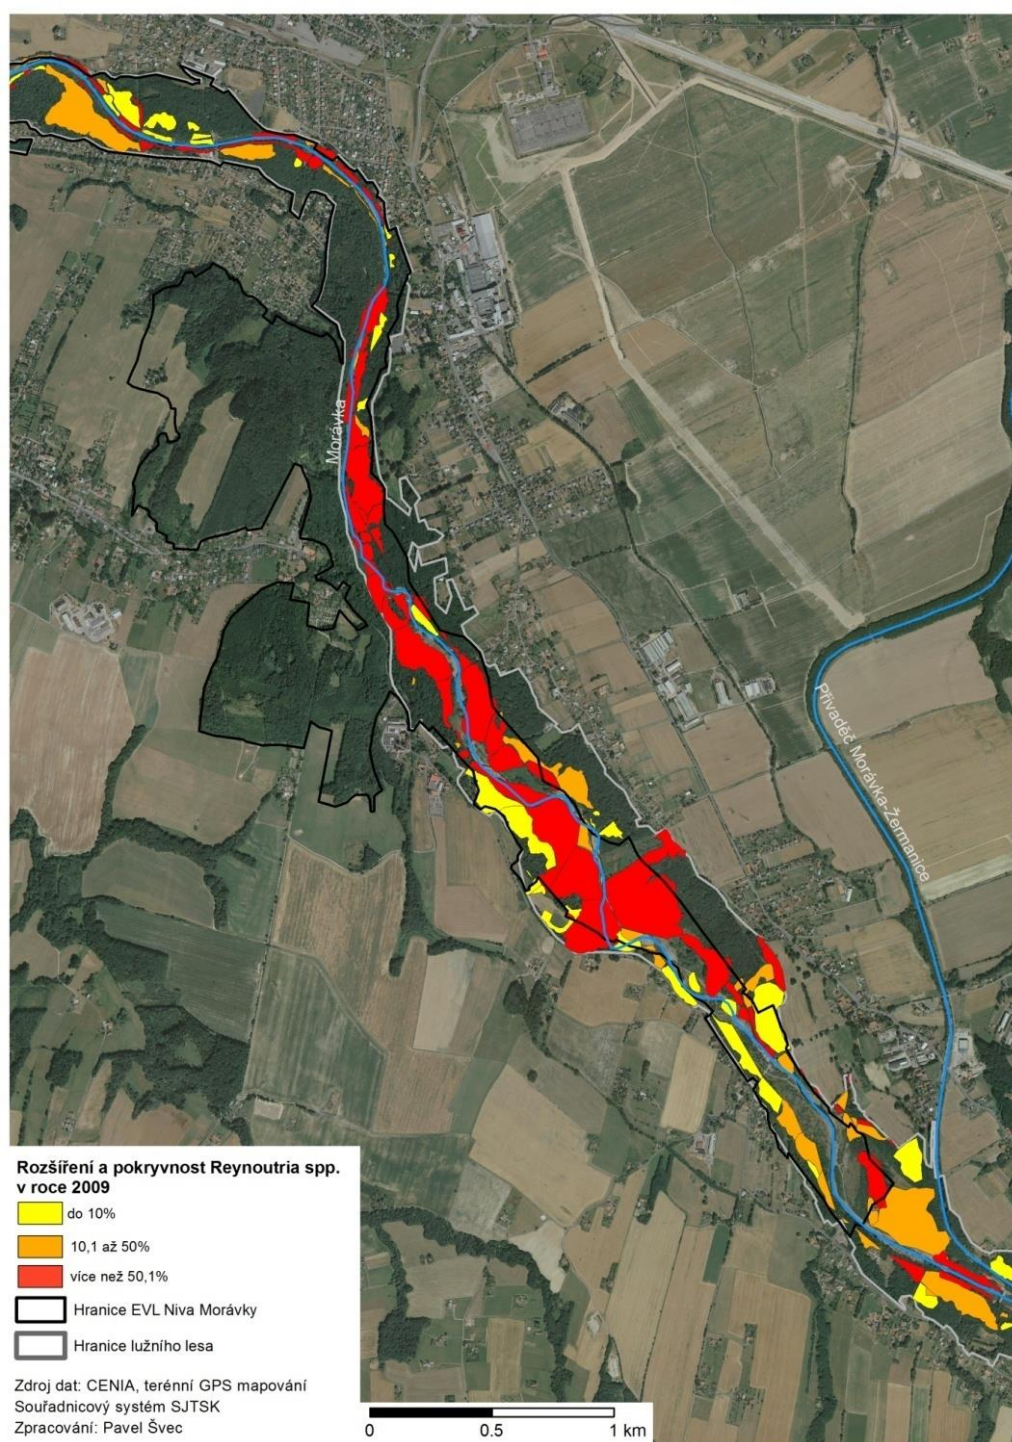 Morávka
Přivaděč Morávka-Žermanice
Rozšíření a pokryvnost Reynoutria spp.
v roce 2009
do 10%
10,1 až 50%
více než 50,1%
Hranice EVL Niva Morávky
Hranice lužního lesa
Zdroj dat: CENIA, terénní GPS mapování
Souřadnicový systém SJTSK
Zpracování: Pavel Švec
0 0.5 1 km